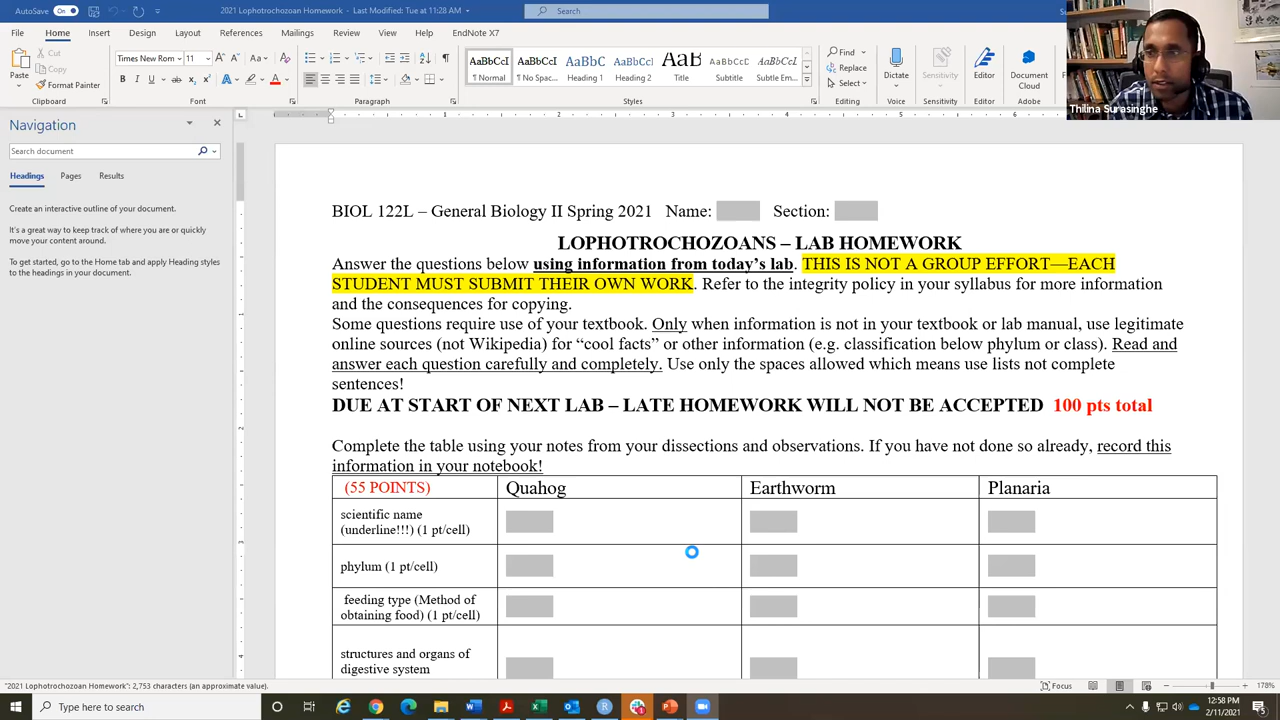 AutoSave On 2021 Lophotrochozoan Homework - Last Modified: Tue at 11:28 AM Search
File Home Insert Design Layout References Mailings Review View Help EndNote X7
Paste Cut Copy Format Painter Clipboard
Times New Rom 11 Font
Paragraph
AaBbCcI AaBbCcI AaBbC AaBbCcI AaB AaBbCcI AaBbCcI
¶ Normal ¶ No Spac... Heading 1 Heading 2 Title Subtitle Subtle Em...
Styles
Find Replace Select Editing
Dictate Voice
Sensitivity Sensitivity
Editor Editor
Document Cloud Adobe
Thilina Surasinghe
Navigation
Search document
Headings Pages Results
Create an interactive outline of your document.
It's a great way to keep track of where you are or quickly
move your content around.
To get started, go to the Home tab and apply Heading styles
to the headings in your document.
BIOL 122L – General Biology II Spring 2021 Name: Section:
LOPHOTROCHOZOANS – LAB HOMEWORK
Answer the questions below using information from today's lab. THIS IS NOT A GROUP EFFORT—EACH
STUDENT MUST SUBMIT THEIR OWN WORK. Refer to the integrity policy in your syllabus for more information
and the consequences for copying.
Some questions require use of your textbook. Only when information is not in your textbook or lab manual, use legitimate
online sources (not Wikipedia) for “cool facts” or other information (e.g. classification below phylum or class). Read and
answer each question carefully and completely. Use only the spaces allowed which means use lists not complete
sentences!
DUE AT START OF NEXT LAB – LATE HOMEWORK WILL NOT BE ACCEPTED 100 pts total
Complete the table using your notes from your dissections and observations. If you have not done so already, record this
information in your notebook!
(55 POINTS) Quahog Earthworm Planaria
scientific name
(underline!!!) (1 pt/cell)
phylum (1 pt/cell)
feeding type (Method of
obtaining food) (1 pt/cell)
structures and organs of
digestive system
"2021 Lophotrochozoan Homework": 2,753 characters (an approximate value). Focus 178%
Type here to search
12:58 PM
2/11/2021